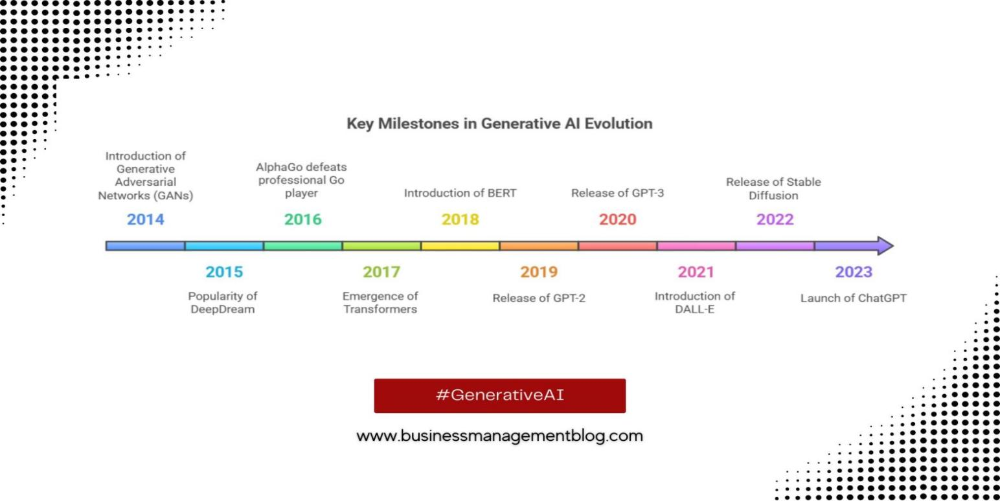 Key Milestones in Generative AI Evolution
Introduction of
Generative
Adversarial
Networks (GANs)
2014
2015
Popularity of
DeepDream
AlphaGo defeats
professional Go
player
2016
2017
Emergence of
Transformers
Introduction of BERT
2018
2019
Release of GPT-2
Release of GPT-3
2020
2021
Introduction of
DALL-E
Release of Stable
Diffusion
2022
2023
Launch of ChatGPT
#GenerativeAI
www.businessmanagementblog.com